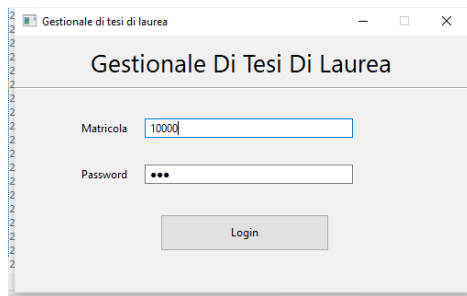 Gestionale di tesi di laurea
Gestionale Di Tesi Di Laurea
Matricola 10000
Password ●●●
Login